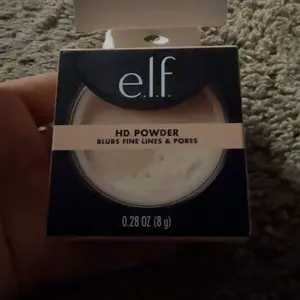 e.l.f.
HD POWDER
BLURS FINE LINES & PORES
0.28 OZ (8 g)